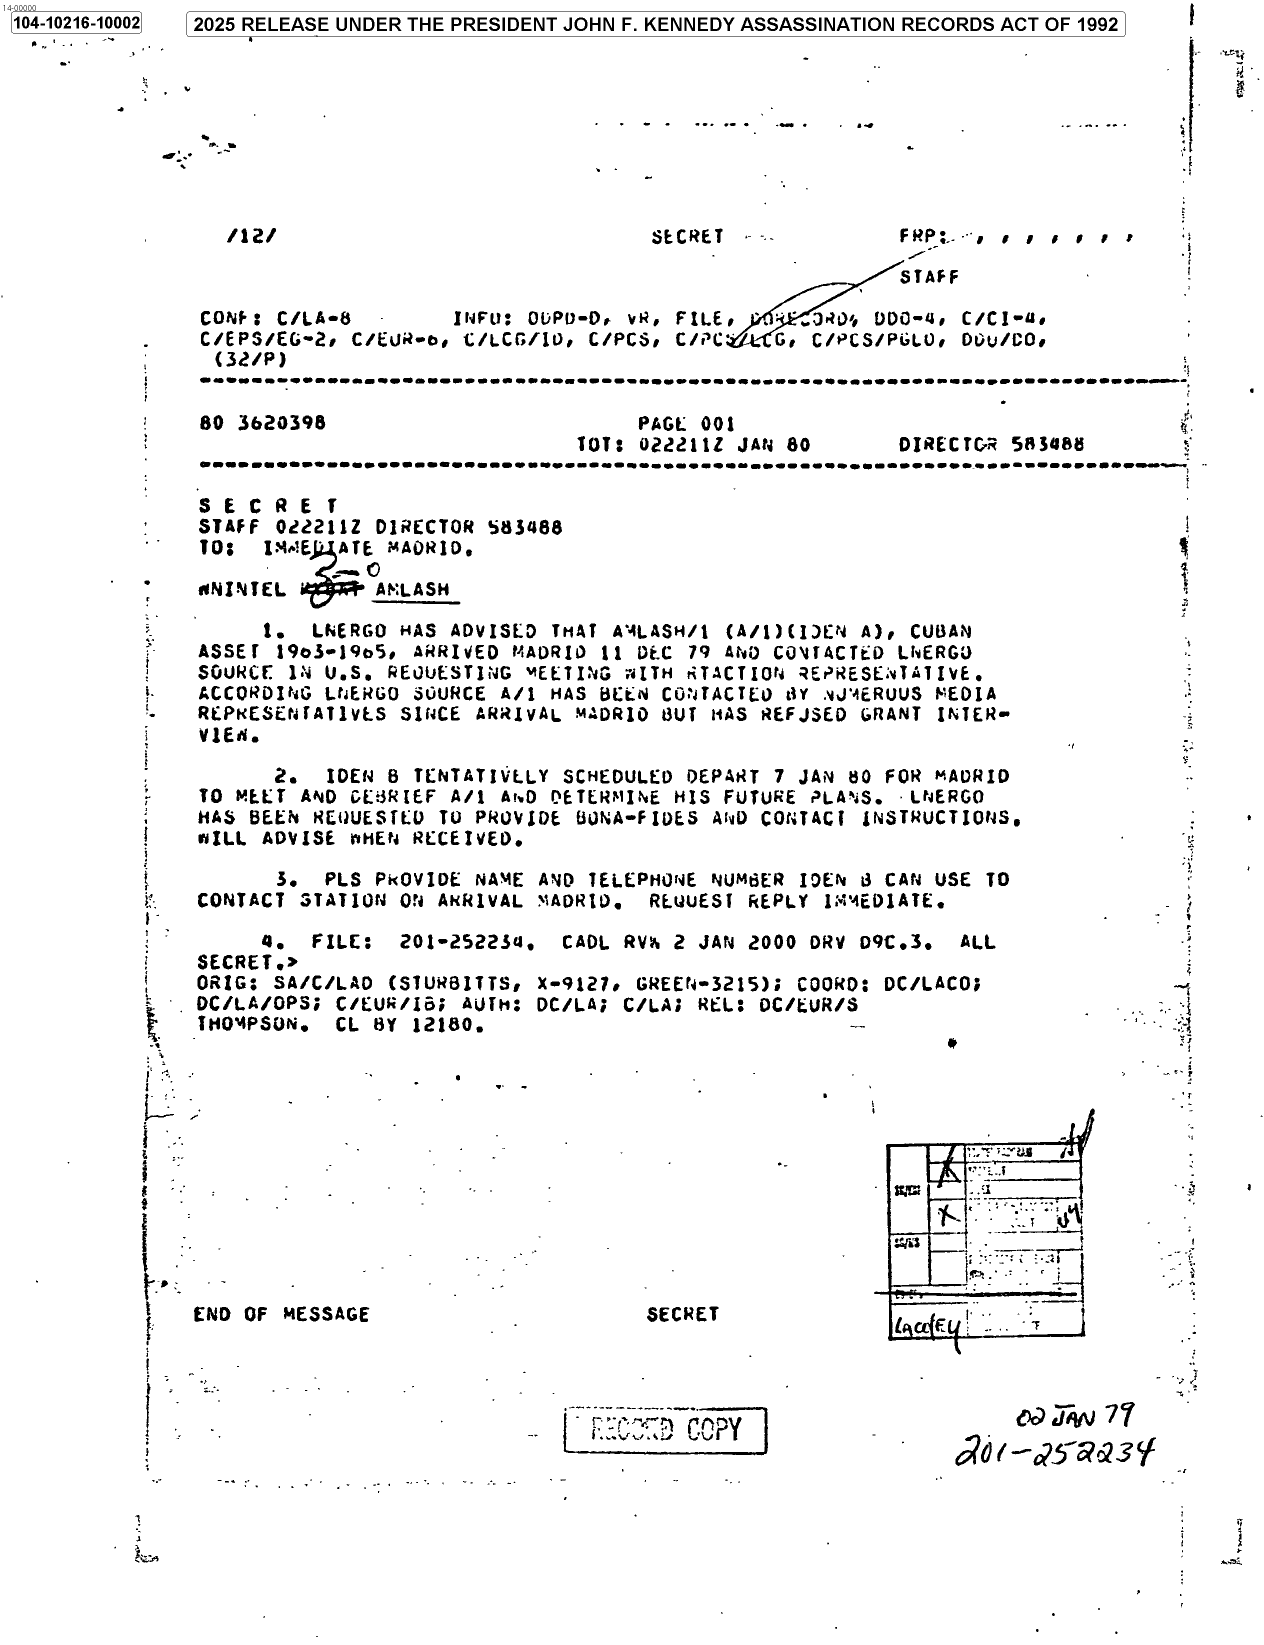 14-00000
104-10216-10002
2025 RELEASE UNDER THE PRESIDENT JOHN F. KENNEDY ASSASSINATION RECORDS ACT OF 1992
/12/ SECRET FRP: , , , , , , ,
STAFF
CONF: C/LA-8 INFO: ODPD-D, VR, FILE, DDO-4, C/CI-4,
C/EPS/EG-2, C/EUR-6, C/LCG/IO, C/PCS, C/PCS/LCG, C/PCS/PGLO, DDO/DO,
(32/P)
80 3620398 PAGE 001
TOT: 022211Z JAN 80 DIRECTOR 583488
S E C R E T
STAFF 022211Z DIRECTOR 583488
TO: IMMEDIATE MADRID.
WNINTEL AMLASH
1. LNERGO HAS ADVISED THAT AMLASH/1 (A/1)(IDEN A), CUBAN
ASSET 1963-1965, ARRIVED MADRID 11 DEC 79 AND CONTACTED LNERGO
SOURCE IN U.S. REQUESTING MEETING WITH RTACTION REPRESENTATIVE.
ACCORDING LNERGO SOURCE A/1 HAS BEEN CONTACTED BY NUMEROUS MEDIA
REPRESENTATIVES SINCE ARRIVAL MADRID BUT HAS REFUSED GRANT INTER-
VIEW.
2. IDEN B TENTATIVELY SCHEDULED DEPART 7 JAN 80 FOR MADRID
TO MEET AND DEBRIEF A/1 AND DETERMINE HIS FUTURE PLANS. LNERGO
HAS BEEN REQUESTED TO PROVIDE BONA-FIDES AND CONTACT INSTRUCTIONS.
WILL ADVISE WHEN RECEIVED.
3. PLS PROVIDE NAME AND TELEPHONE NUMBER IDEN B CAN USE TO
CONTACT STATION ON ARRIVAL MADRID. REQUEST REPLY IMMEDIATE.
4. FILE: 201-252234. CADL RVW 2 JAN 2000 DRV D9C.3. ALL
SECRET.>
ORIG: SA/C/LAD (STURBITTS, X-9127, GREEN-3215); COORD: DC/LACO;
DC/LA/OPS; C/EUR/IB; AUTH: DC/LA; C/LA; REL: DC/EUR/S
THOMPSON. CL BY 12180.
END OF MESSAGE SECRET
RECORD COPY
02 JAN 79
201-252234